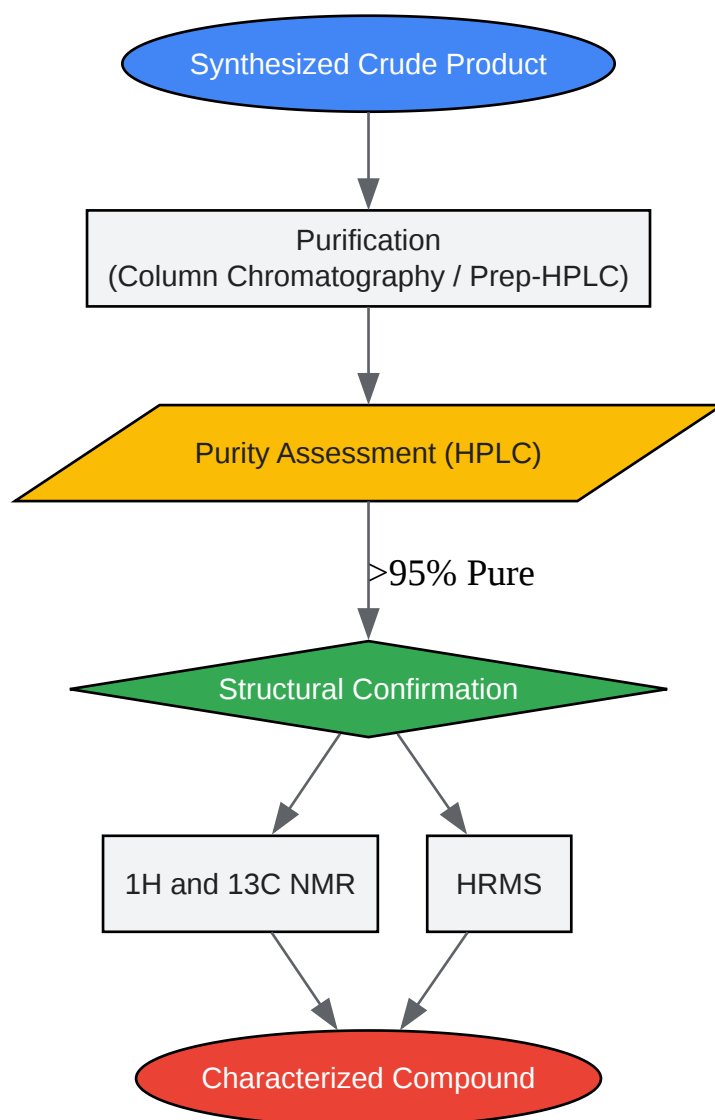 Synthesized Crude Product
Purification
(Column Chromatography / Prep-HPLC)
Purity Assessment (HPLC)
>95% Pure
Structural Confirmation
1H and 13C NMR
HRMS
Characterized Compound